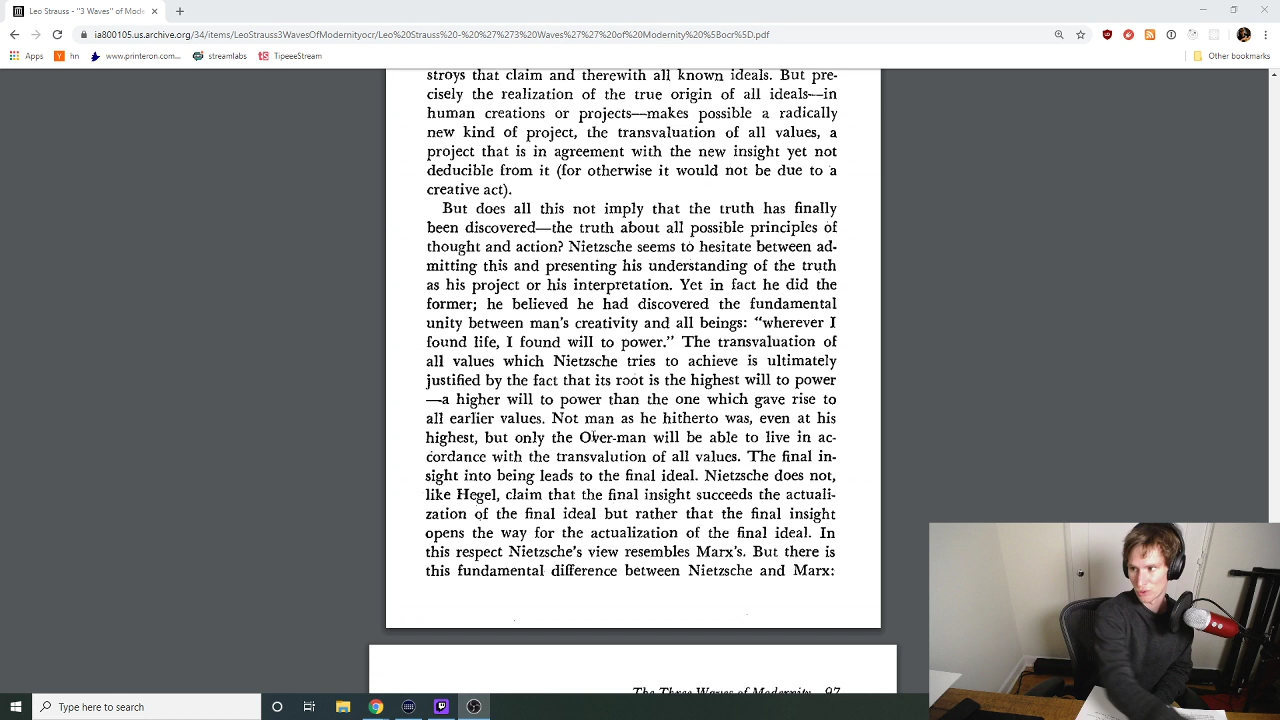 Leo Strauss - "3 Waves" of Mode
ia800105.us.archive.org/34/items/LeoStrauss3WavesOfModernityocr/Leo%20Strauss%20-%20%27%273%20Waves%27%27%20of%20Modernity%20%5Bocr%5D.pdf
Apps
hn
www.printeron.com...
streamlabs
TipeeeStream
Other bookmarks
stroys that claim and therewith all known ideals. But pre-
cisely the realization of the true origin of all ideals—in
human creations or projects—makes possible a radically
new kind of project, the transvaluation of all values, a
project that is in agreement with the new insight yet not
deducible from it (for otherwise it would not be due to a
creative act).
But does all this not imply that the truth has finally
been discovered—the truth about all possible principles of
thought and action? Nietzsche seems to hesitate between ad-
mitting this and presenting his understanding of the truth
as his project or his interpretation. Yet in fact he did the
former; he believed he had discovered the fundamental
unity between man's creativity and all beings: "wherever I
found life, I found will to power." The transvaluation of
all values which Nietzsche tries to achieve is ultimately
justified by the fact that its root is the highest will to power
—a higher will to power than the one which gave rise to
all earlier values. Not man as he hitherto was, even at his
highest, but only the Over-man will be able to live in ac-
cordance with the transvalution of all values. The final in-
sight into being leads to the final ideal. Nietzsche does not,
like Hegel, claim that the final insight succeeds the actuali-
zation of the final ideal but rather that the final insight
opens the way for the actualization of the final ideal. In
this respect Nietzsche's view resembles Marx's. But there is
this fundamental difference between Nietzsche and Marx:
The Three Waves of Modernity 97
Type here to search